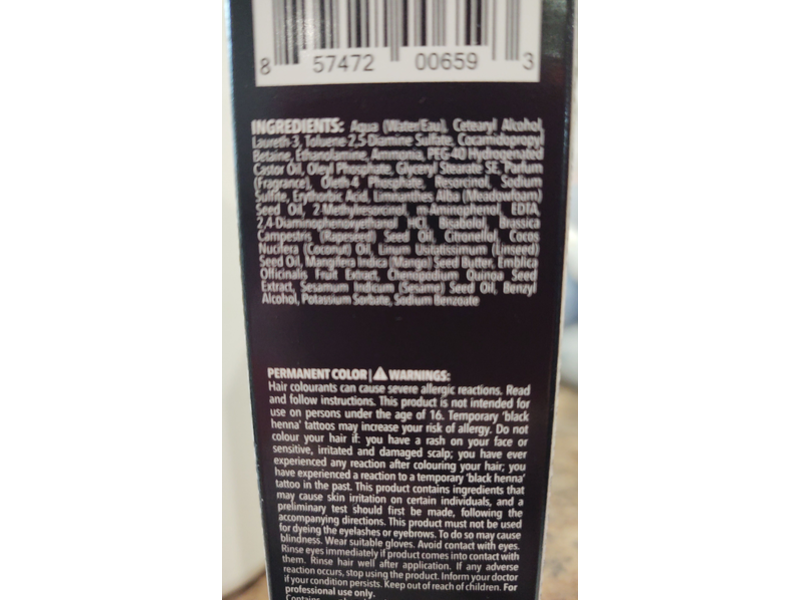 8 57472 00659 3
INGREDIENTS: Aqua (Water/Eau), Cetearyl Alcohol,
Laureth-3, Toluene-2,5-Diamine Sulfate, Cocamidopropyl
Betaine, Ethanolamine, Ammonia, PEG-40 Hydrogenated
Castor Oil, Oleyl Phosphate, Glyceryl Stearate SE, Parfum
(Fragrance), Oleth-4 Phosphate, Resorcinol, Sodium
Sulfite, Erythorbic Acid, Limnanthes Alba (Meadowfoam)
Seed Oil, 2-Methylresorcinol, m-Aminophenol, EDTA,
2,4-Diaminophenoxyethanol HCl, Bisabolol, Brassica
Campestris (Rapeseed) Seed Oil, Citronellol, Cocos
Nucifera (Coconut) Oil, Linum Usitatissimum (Linseed)
Seed Oil, Mangifera Indica (Mango) Seed Butter, Emblica
Officinalis Fruit Extract, Chenopodium Quinoa Seed
Extract, Sesamum Indicum (Sesame) Seed Oil, Benzyl
Alcohol, Potassium Sorbate, Sodium Benzoate
PERMANENT COLOR | WARNINGS:
Hair colourants can cause severe allergic reactions. Read
and follow instructions. This product is not intended for
use on persons under the age of 16. Temporary 'black
henna' tattoos may increase your risk of allergy. Do not
colour your hair if: you have a rash on your face or
sensitive, irritated and damaged scalp; you have ever
experienced any reaction after colouring your hair; you
have experienced a reaction to a temporary 'black henna'
tattoo in the past. This product contains ingredients that
may cause skin irritation on certain individuals, and a
preliminary test should first be made, following the
accompanying directions. This product must not be used
for dyeing the eyelashes or eyebrows. To do so may cause
blindness. Wear suitable gloves. Avoid contact with eyes.
Rinse eyes immediately if product comes into contact with
them. Rinse hair well after application. If any adverse
reaction occurs, stop using the product. Inform your doctor
if your condition persists. Keep out of reach of children. For
professional use only.